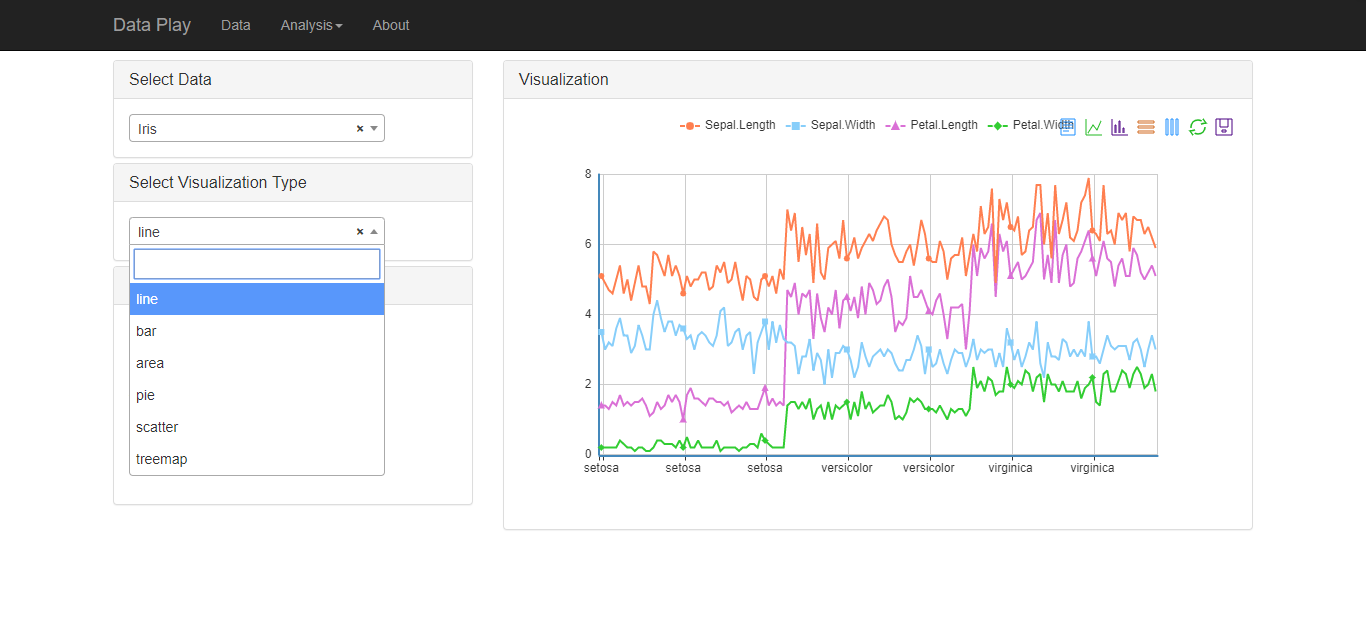 Data Play Data Analysis About
Select Data
Iris ×
Select Visualization Type
line ×
line
bar
area
pie
scatter
treemap
Visualization
Sepal.Length Sepal.Width Petal.Length Petal.Width
8
6
4
2
0
setosa setosa setosa versicolor versicolor virginica virginica